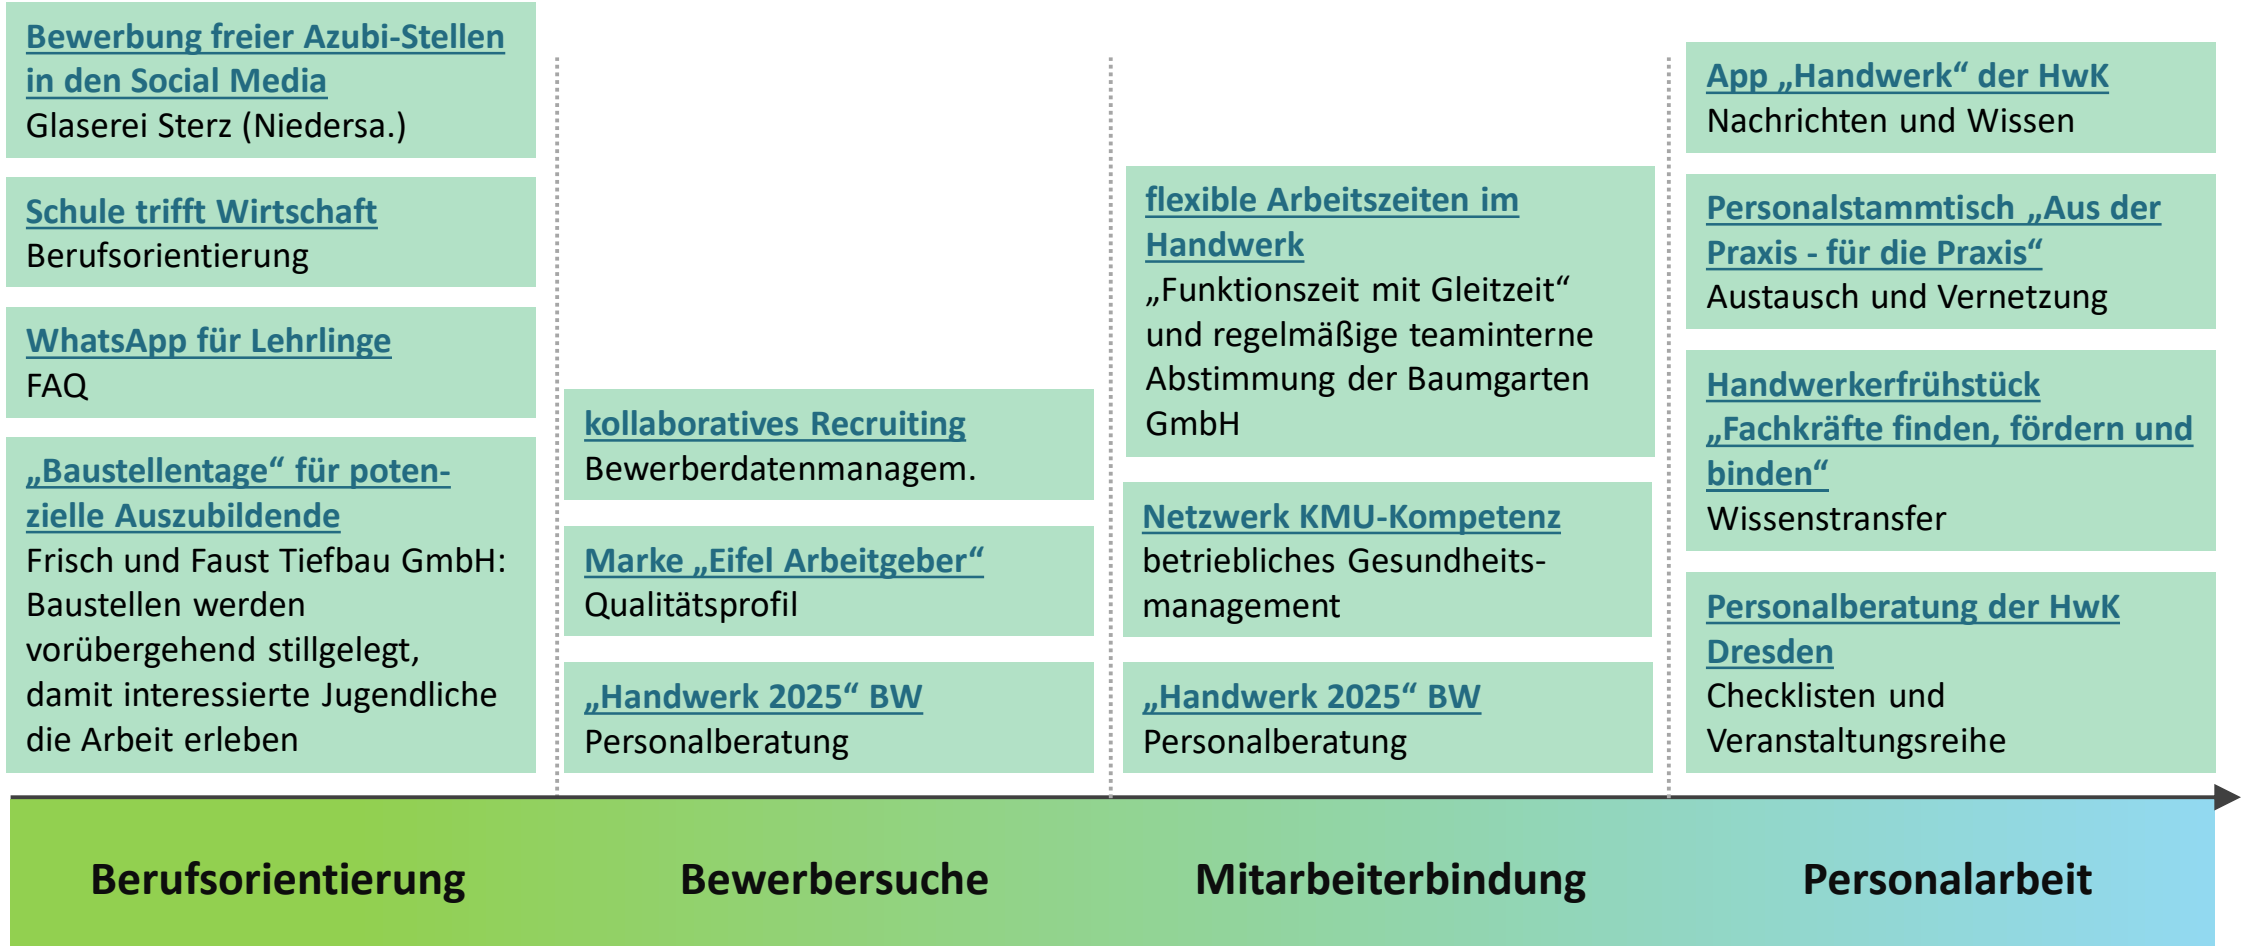 Bewerbung freier Azubi-Stellen
in den Social Media
Glaserei Sterz (Niedersa.)
Schule trifft Wirtschaft
Berufsorientierung
WhatsApp für Lehrlinge
FAQ
„Baustellentage“ für poten-
zielle Auszubildende
Frisch und Faust Tiefbau GmbH:
Baustellen werden
vorübergehend stillgelegt,
damit interessierte Jugendliche
die Arbeit erleben
kollaboratives Recruiting
Bewerberdatenmanagem.
Marke „Eifel Arbeitgeber“
Qualitätsprofil
„Handwerk 2025“ BW
Personalberatung
flexible Arbeitszeiten im
Handwerk
„Funktionszeit mit Gleitzeit“
und regelmäßige teaminterne
Abstimmung der Baumgarten
GmbH
Netzwerk KMU-Kompetenz
betriebliches Gesundheits-
management
„Handwerk 2025“ BW
Personalberatung
App „Handwerk“ der HwK
Nachrichten und Wissen
Personalstammtisch „Aus der
Praxis - für die Praxis“
Austausch und Vernetzung
Handwerkerfrühstück
„Fachkräfte finden, fördern und
binden“
Wissenstransfer
Personalberatung der HwK
Dresden
Checklisten und
Veranstaltungsreihe
Berufsorientierung
Bewerbersuche
Mitarbeiterbindung
Personalarbeit